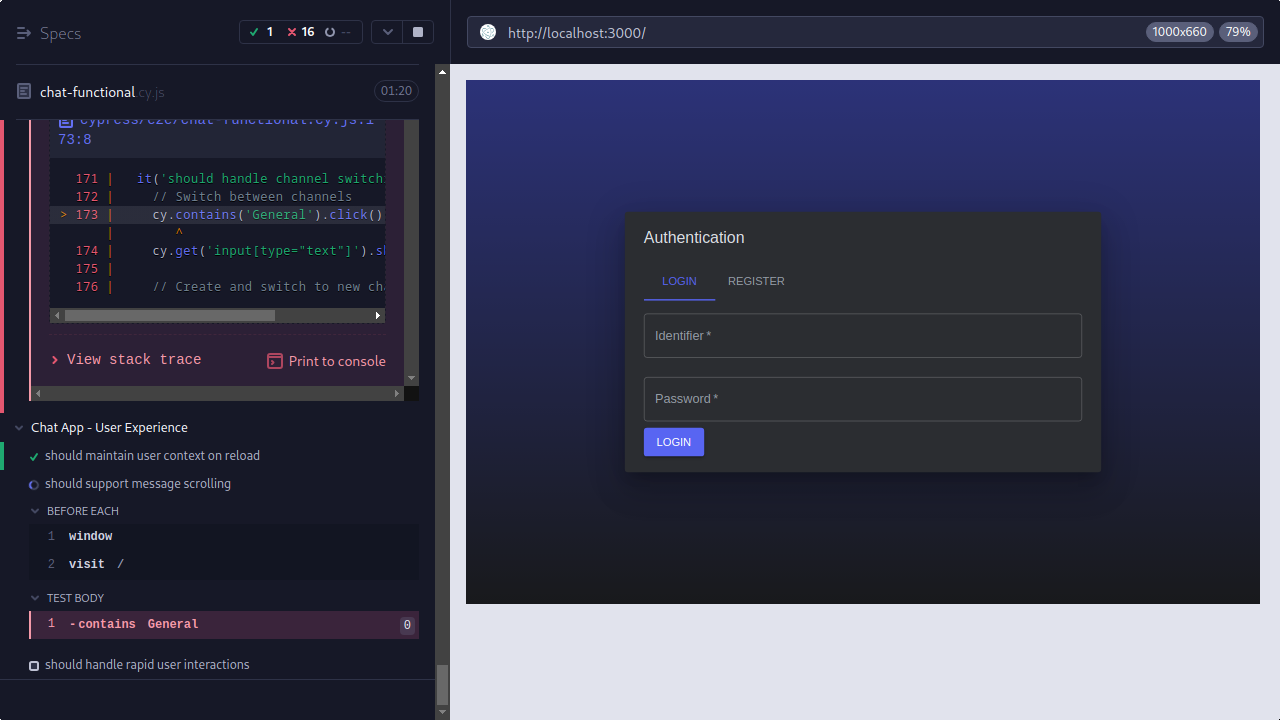 Specs
1
16
--
http://localhost:3000/
1000x660
79%
chat-functional.cy.js
01:20
cypress/e2e/chat-functional.cy.js:1
73:8
171 | it('should handle channel switchi
172 | // Switch between channels
> 173 | cy.contains('General').click()
| ^
174 | cy.get('input[type="text"]').sh
175 |
176 | // Create and switch to new cha
View stack trace
Print to console
Chat App - User Experience
should maintain user context on reload
should support message scrolling
BEFORE EACH
1 window
2 visit /
TEST BODY
1 -contains General 0
should handle rapid user interactions
Authentication
LOGIN
REGISTER
Identifier *
Password *
LOGIN